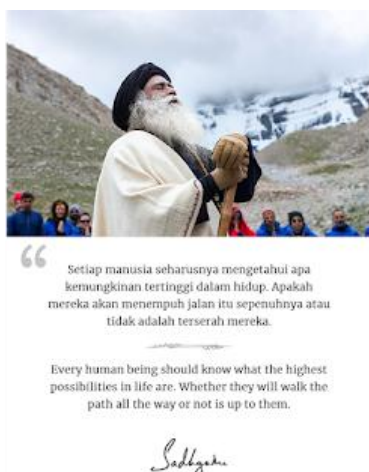 “
Setiap manusia seharusnya mengetahui apa
kemungkinan tertinggi dalam hidup. Apakah
mereka akan menempuh jalan itu sepenuhnya atau
tidak adalah terserah mereka.
Every human being should know what the highest
possibilities in life are. Whether they will walk the
path all the way or not is up to them.
Sadhguru